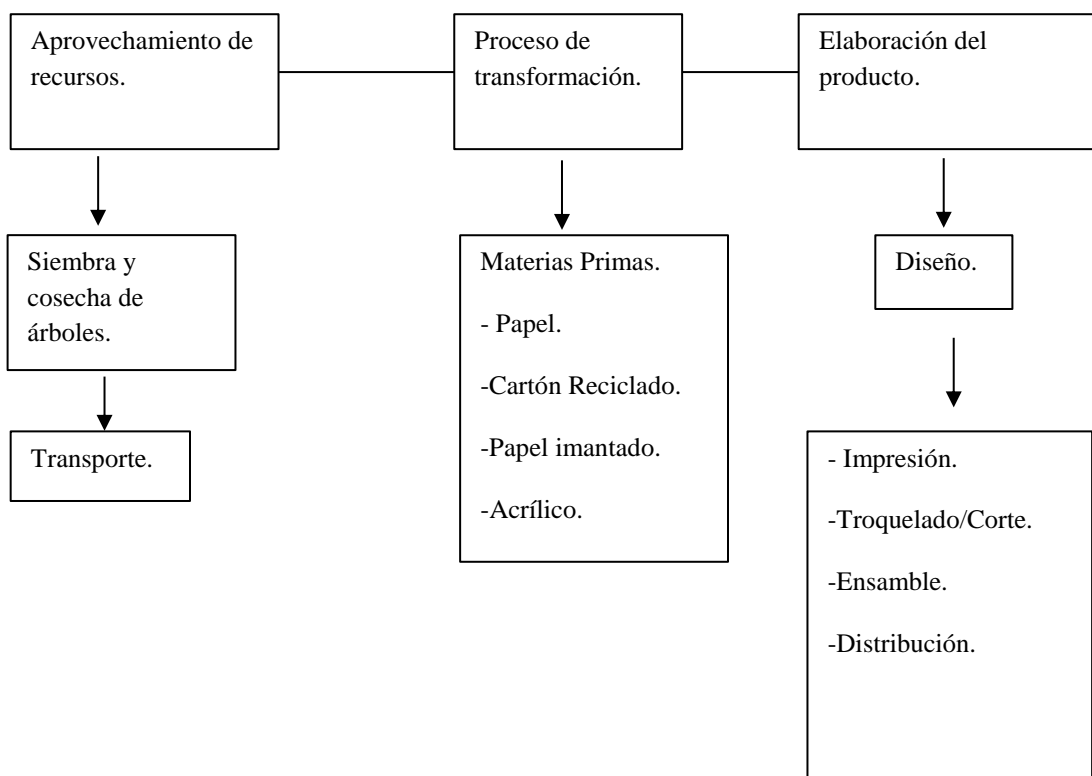 Aprovechamiento de
recursos.
Proceso de
transformación.
Elaboración del
producto.
Siembra y
cosecha de
árboles.
Transporte.
Materias Primas.
- Papel.
-Cartón Reciclado.
-Papel imantado.
-Acrílico.
Diseño.
- Impresión.
-Troquelado/Corte.
-Ensamble.
-Distribución.